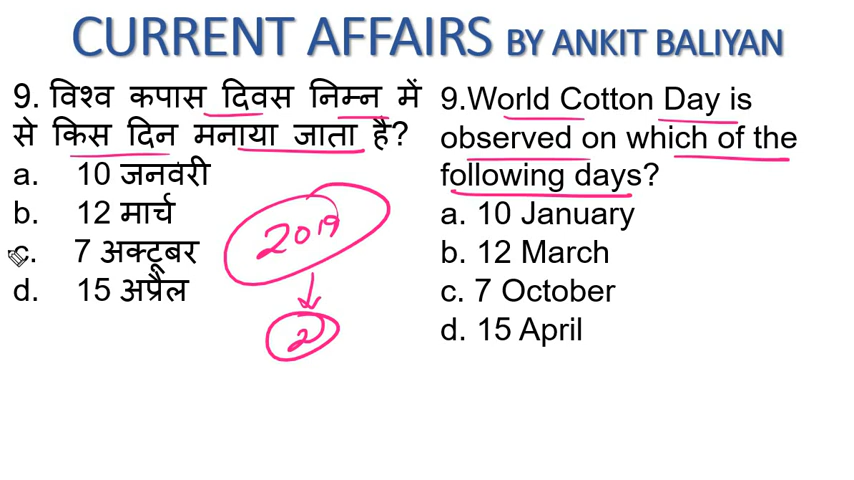 CURRENT AFFAIRS BY ANKIT BALIYAN
9. विश्व कपास दिवस निम्न में
से किस दिन मनाया जाता है?
a. 10 जनवरी
b. 12 मार्च
c. 7 अक्टूबर
d. 15 अप्रैल
9.World Cotton Day is
observed on which of the
following days?
a. 10 January
b. 12 March
c. 7 October
d. 15 April
2019
2